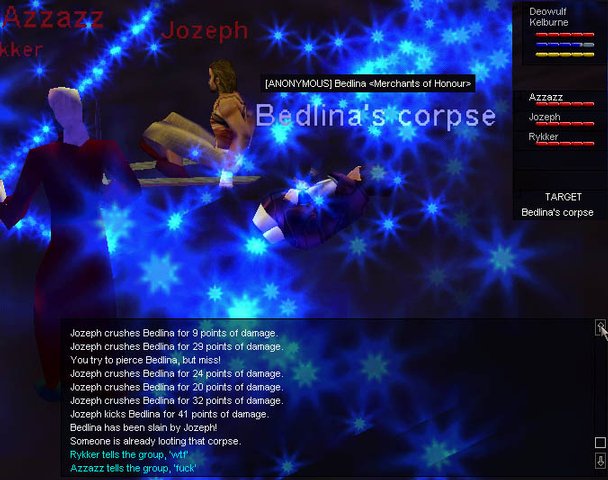 Azzazz
kker
Jozeph
[ANONYMOUS] Bedlina <Merchants of Honour>
Bedlina's corpse
Deowulf
Kelburne
Azzazz
Jozeph
Rykker
TARGET
Bedlina's corpse
Jozeph crushes Bedlina for 9 points of damage.
Jozeph crushes Bedlina for 29 points of damage.
You try to pierce Bedlina, but miss!
Jozeph crushes Bedlina for 24 points of damage.
Jozeph crushes Bedlina for 20 points of damage.
Jozeph crushes Bedlina for 32 points of damage.
Jozeph kicks Bedlina for 41 points of damage.
Bedlina has been slain by Jozeph!
Someone is already looting that corpse.
Rykker tells the group, 'wtf'
Azzazz tells the group, 'fuck'